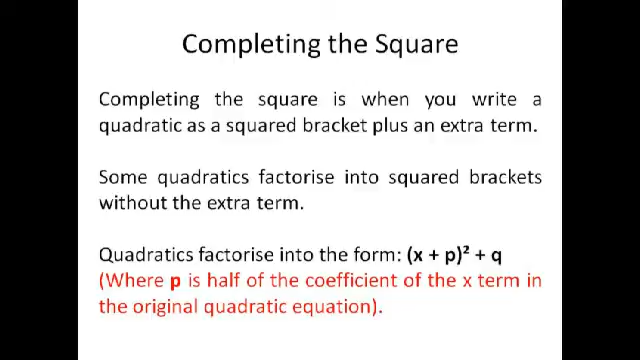 Completing the Square
Completing the square is when you write a
quadratic as a squared bracket plus an extra term.
Some quadratics factorise into squared brackets
without the extra term.
Quadratics factorise into the form: (x + p)² + q
(Where p is half of the coefficient of the x term in
the original quadratic equation).